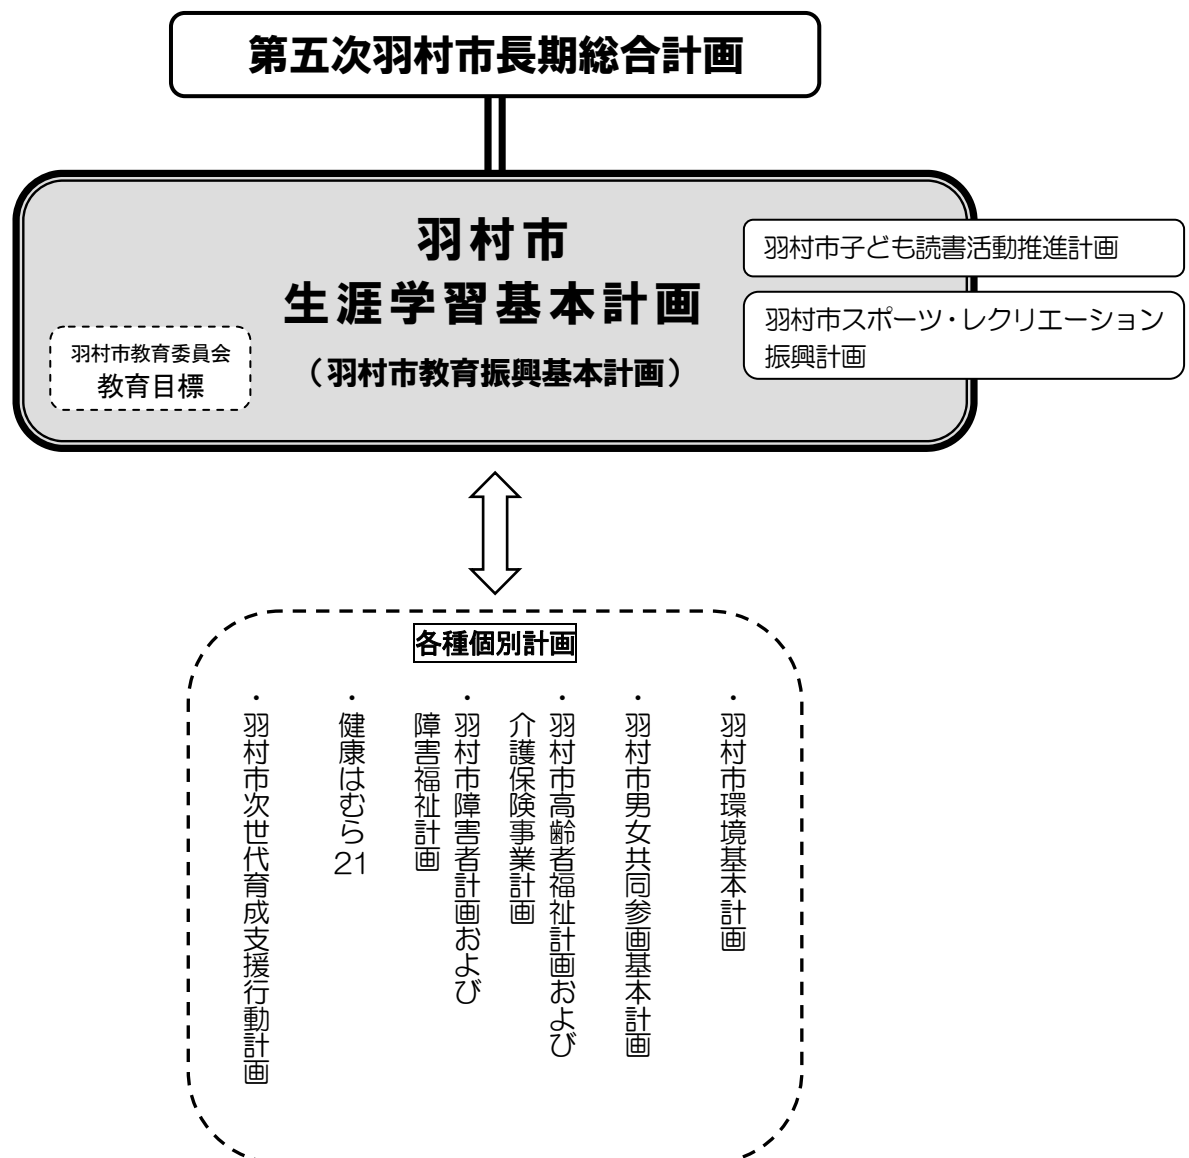 第五次羽村市長期総合計画
羽村市
生涯学習基本計画
（羽村市教育振興基本計画）
羽村市教育委員会
教育目標
羽村市子ども読書活動推進計画
羽村市スポーツ・レクリエーション
振興計画
各種個別計画
・羽村市環境基本計画
・羽村市男女共同参画基本計画
・羽村市高齢者福祉計画および
介護保険事業計画
・羽村市障害者計画および
障害福祉計画
・健康はむら21
・羽村市次世代育成支援行動計画